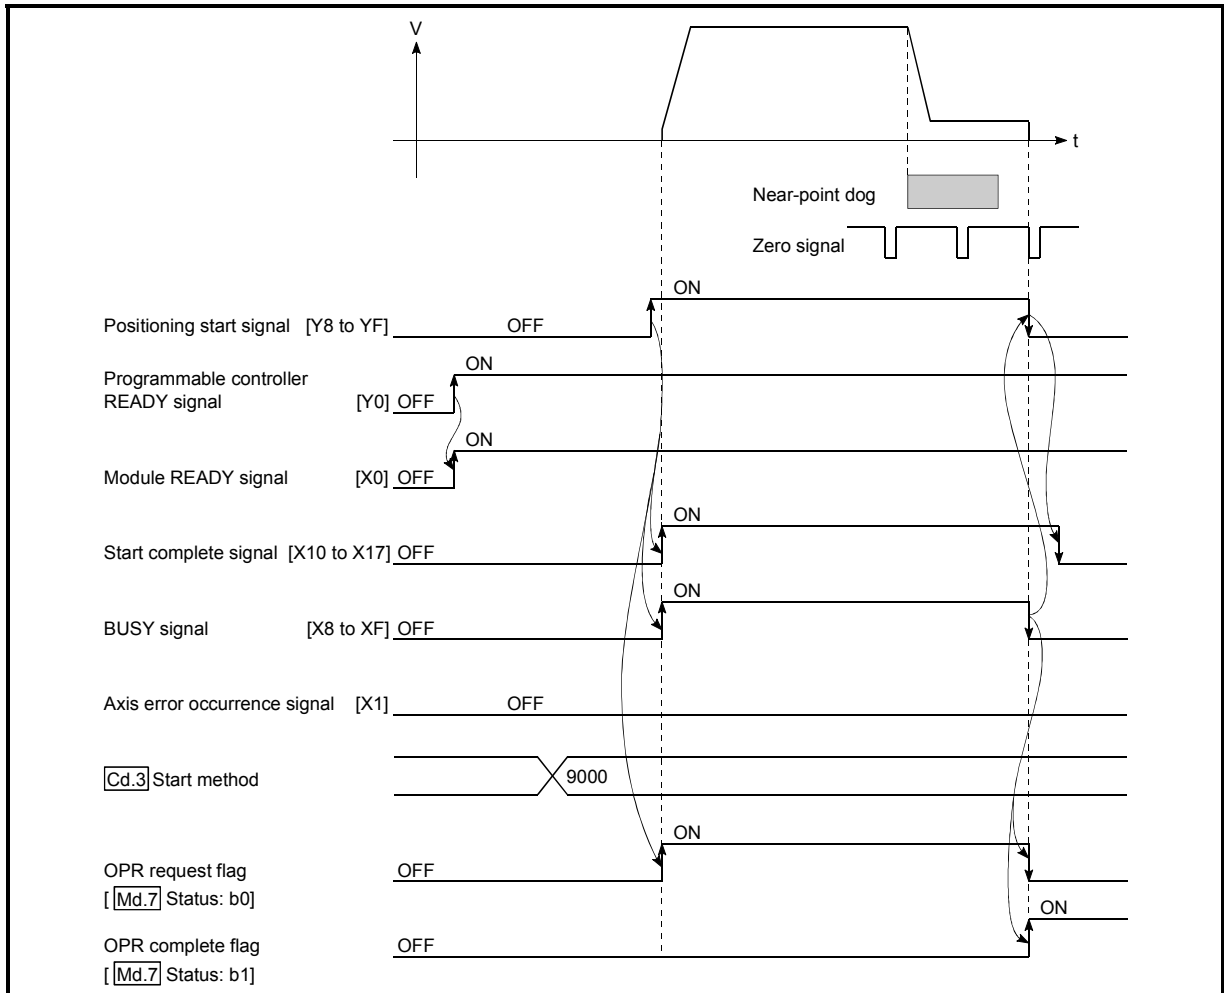 V
t
Near-point dog
Zero signal
ON
Positioning start signal [Y8 to YF] OFF
ON
Programmable controller
READY signal [Y0] OFF
ON
Module READY signal [X0] OFF
ON
Start complete signal [X10 to X17] OFF
ON
BUSY signal [X8 to XF] OFF
Axis error occurrence signal [X1] OFF
Cd.3 Start method 9000
ON
OPR request flag OFF
[ Md.7 Status: b0]
ON
OPR complete flag OFF
[ Md.7 Status: b1]